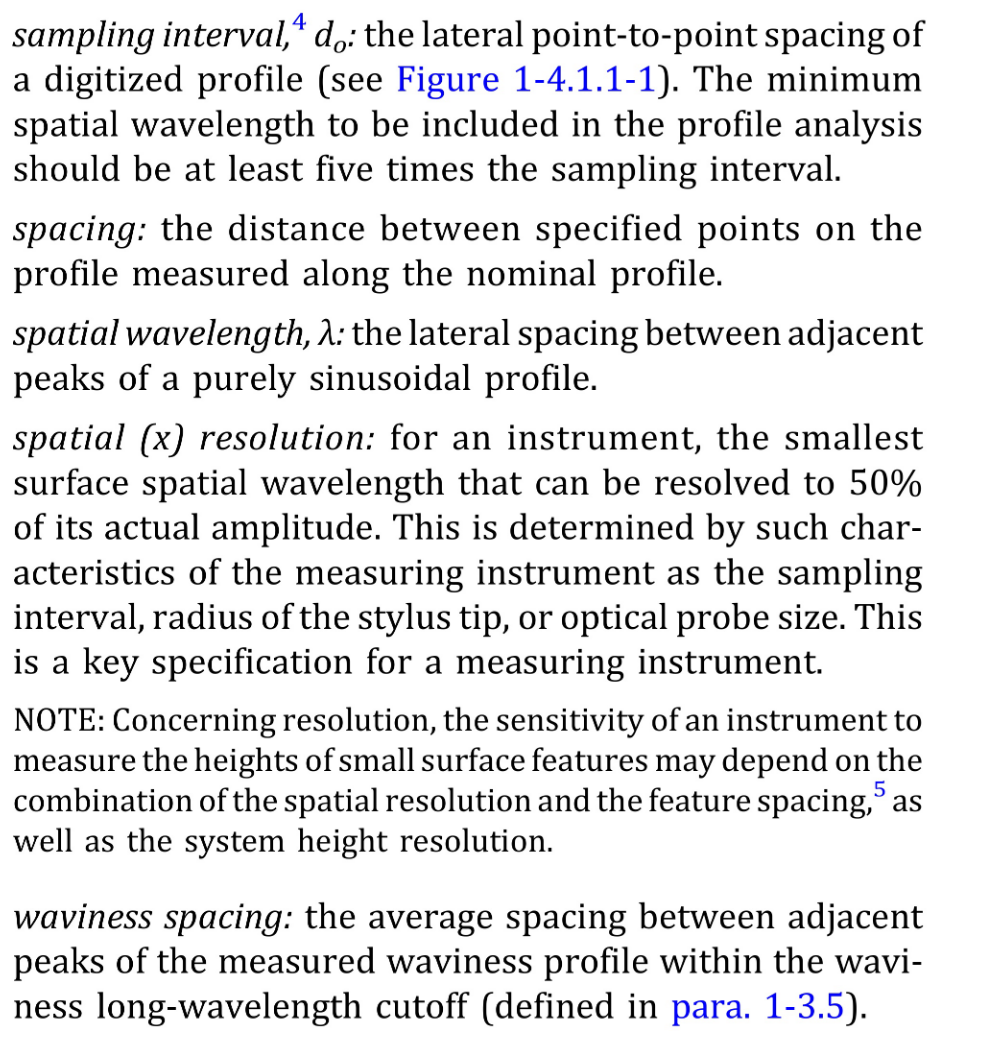 sampling interval,4 do: the lateral point-to-point spacing of
a digitized profile (see Figure 1-4.1.1-1). The minimum
spatial wavelength to be included in the profile analysis
should be at least five times the sampling interval.
spacing: the distance between specified points on the
profile measured along the nominal profile.
spatial wavelength, λ: the lateral spacing between adjacent
peaks of a purely sinusoidal profile.
spatial (x) resolution: for an instrument, the smallest
surface spatial wavelength that can be resolved to 50%
of its actual amplitude. This is determined by such char-
acteristics of the measuring instrument as the sampling
interval, radius of the stylus tip, or optical probe size. This
is a key specification for a measuring instrument.
NOTE: Concerning resolution, the sensitivity of an instrument to
measure the heights of small surface features may depend on the
combination of the spatial resolution and the feature spacing,5 as
well as the system height resolution.
waviness spacing: the average spacing between adjacent
peaks of the measured waviness profile within the wavi-
ness long-wavelength cutoff (defined in para. 1-3.5).